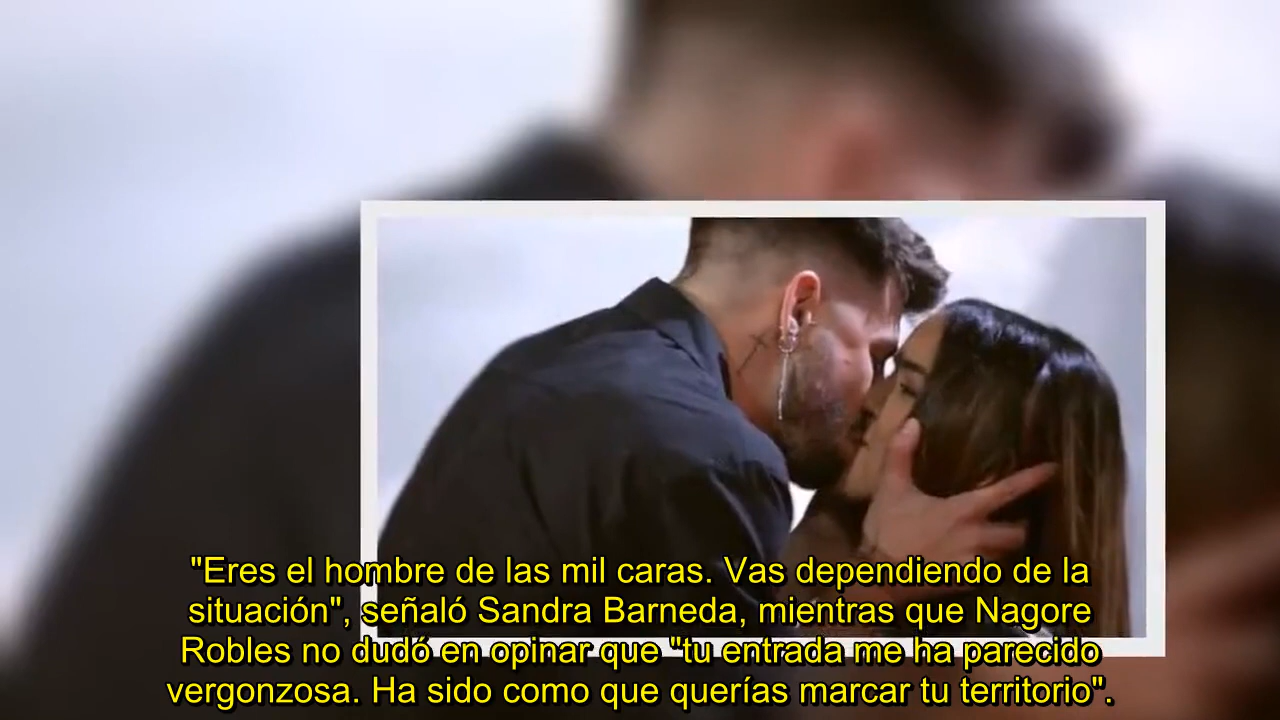 "Eres el hombre de las mil caras. Vas dependiendo de la
situación", señaló Sandra Barneda, mientras que Nagore
Robles no dudó en opinar que "tu entrada me ha parecido
vergonzosa. Ha sido como que querías marcar tu territorio".